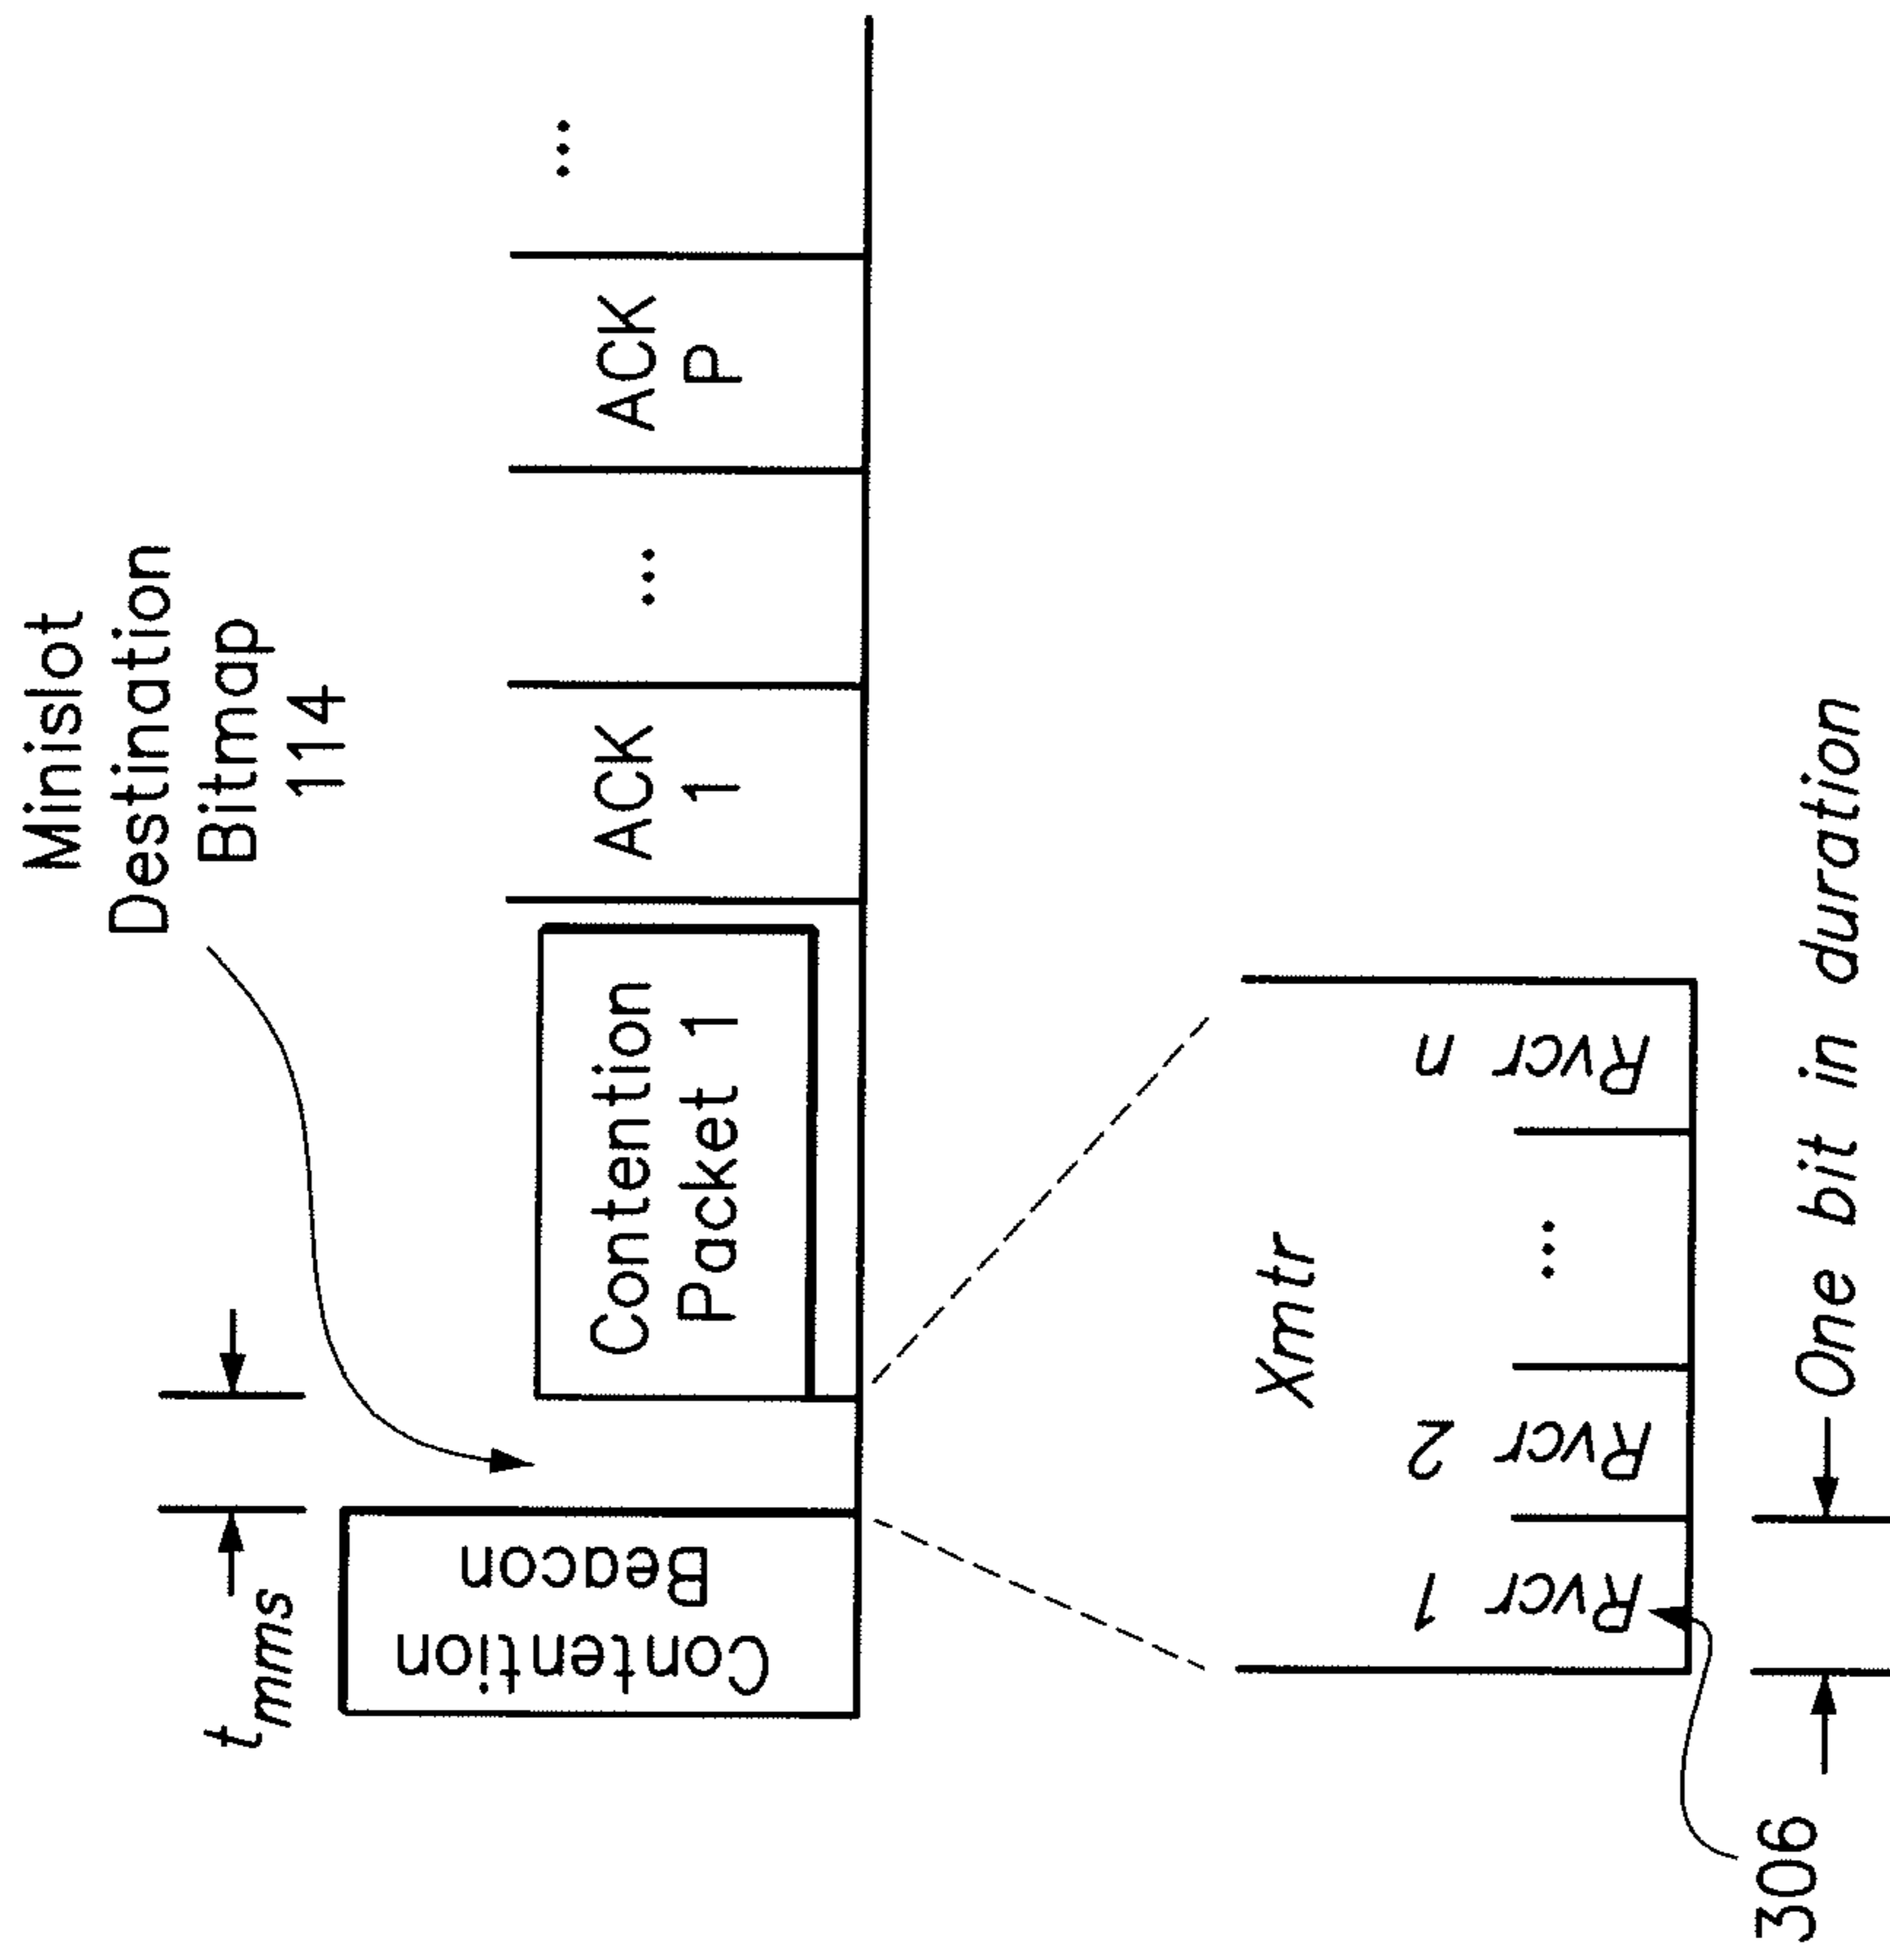 Minislot
Destination
Bitmap
114
tmms
Contention
Beacon
Contention
Packet 1
ACK
1
...
ACK
P
...
Xmtr
Rvcr 1
Rvcr 2
...
Rvcr n
306
One bit in duration